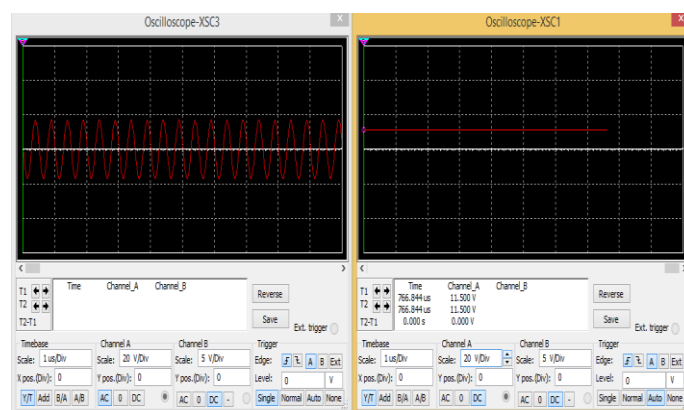 Oscilloscope-XSC3
X
T1
T2
T2-T1
Time Channel_A Channel_B
Reverse
Save
Ext. trigger
Timebase
Scale: 1 us/Div
X pos.(Div): 0
Y/T Add B/A A/B
Channel A
Scale: 20 V/Div
Y pos.(Div): 0
AC 0 DC
Channel B
Scale: 5 V/Div
Y pos.(Div): 0
AC 0 DC -
Trigger
Edge: A B Ext
Level: 0 V
Single Normal Auto None
Oscilloscope-XSC1
X
T1
T2
T2-T1
Time Channel_A Channel_B
766.844 us 11.500 V
766.844 us 11.500 V
0.000 s 0.000 V
Reverse
Save
Ext. trigger
Timebase
Scale: 1 us/Div
X pos.(Div): 0
Y/T Add B/A A/B
Channel A
Scale: 20 V/Div
Y pos.(Div): 0
AC 0 DC
Channel B
Scale: 5 V/Div
Y pos.(Div): 0
AC 0 DC -
Trigger
Edge: A B Ext
Level: 0 V
Single Normal Auto None